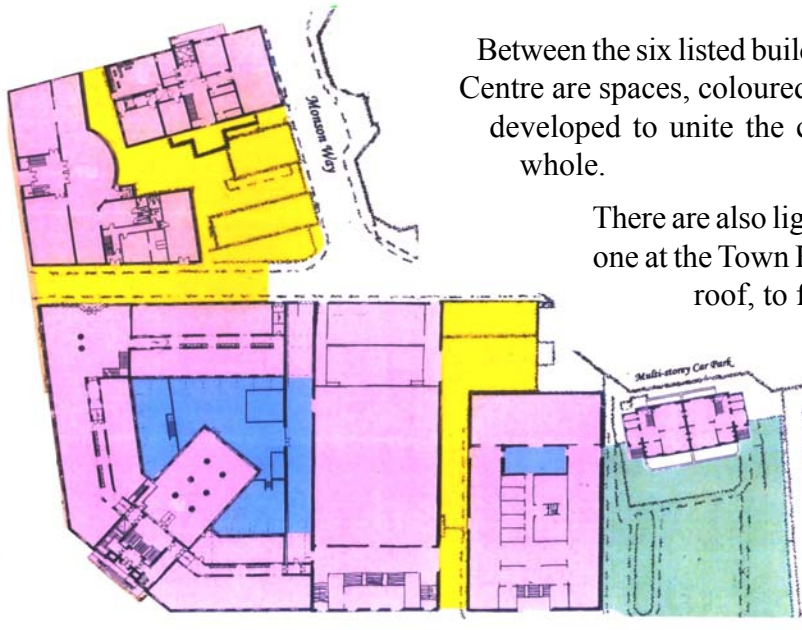 Between the six listed buil
Centre are spaces, coloured
developed to unite the
whole.
There are also lig
one at the Town
roof, to f
Monson Way
Multi-storey Car Park